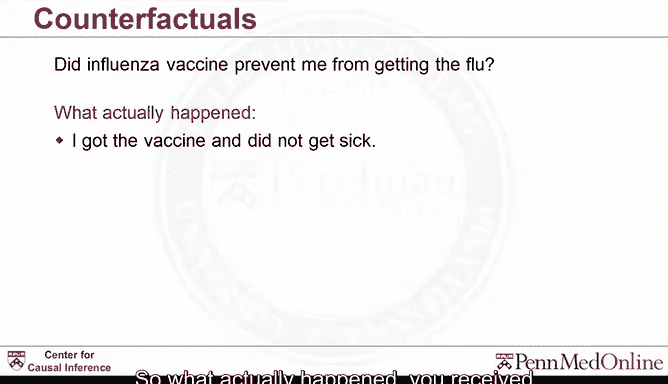 Counterfactuals
Did influenza vaccine prevent me from getting the flu?
What actually happened:
I got the vaccine and did not get sick.
Center for
Causal Inference
PennMedOnline
So what actually happened, you received